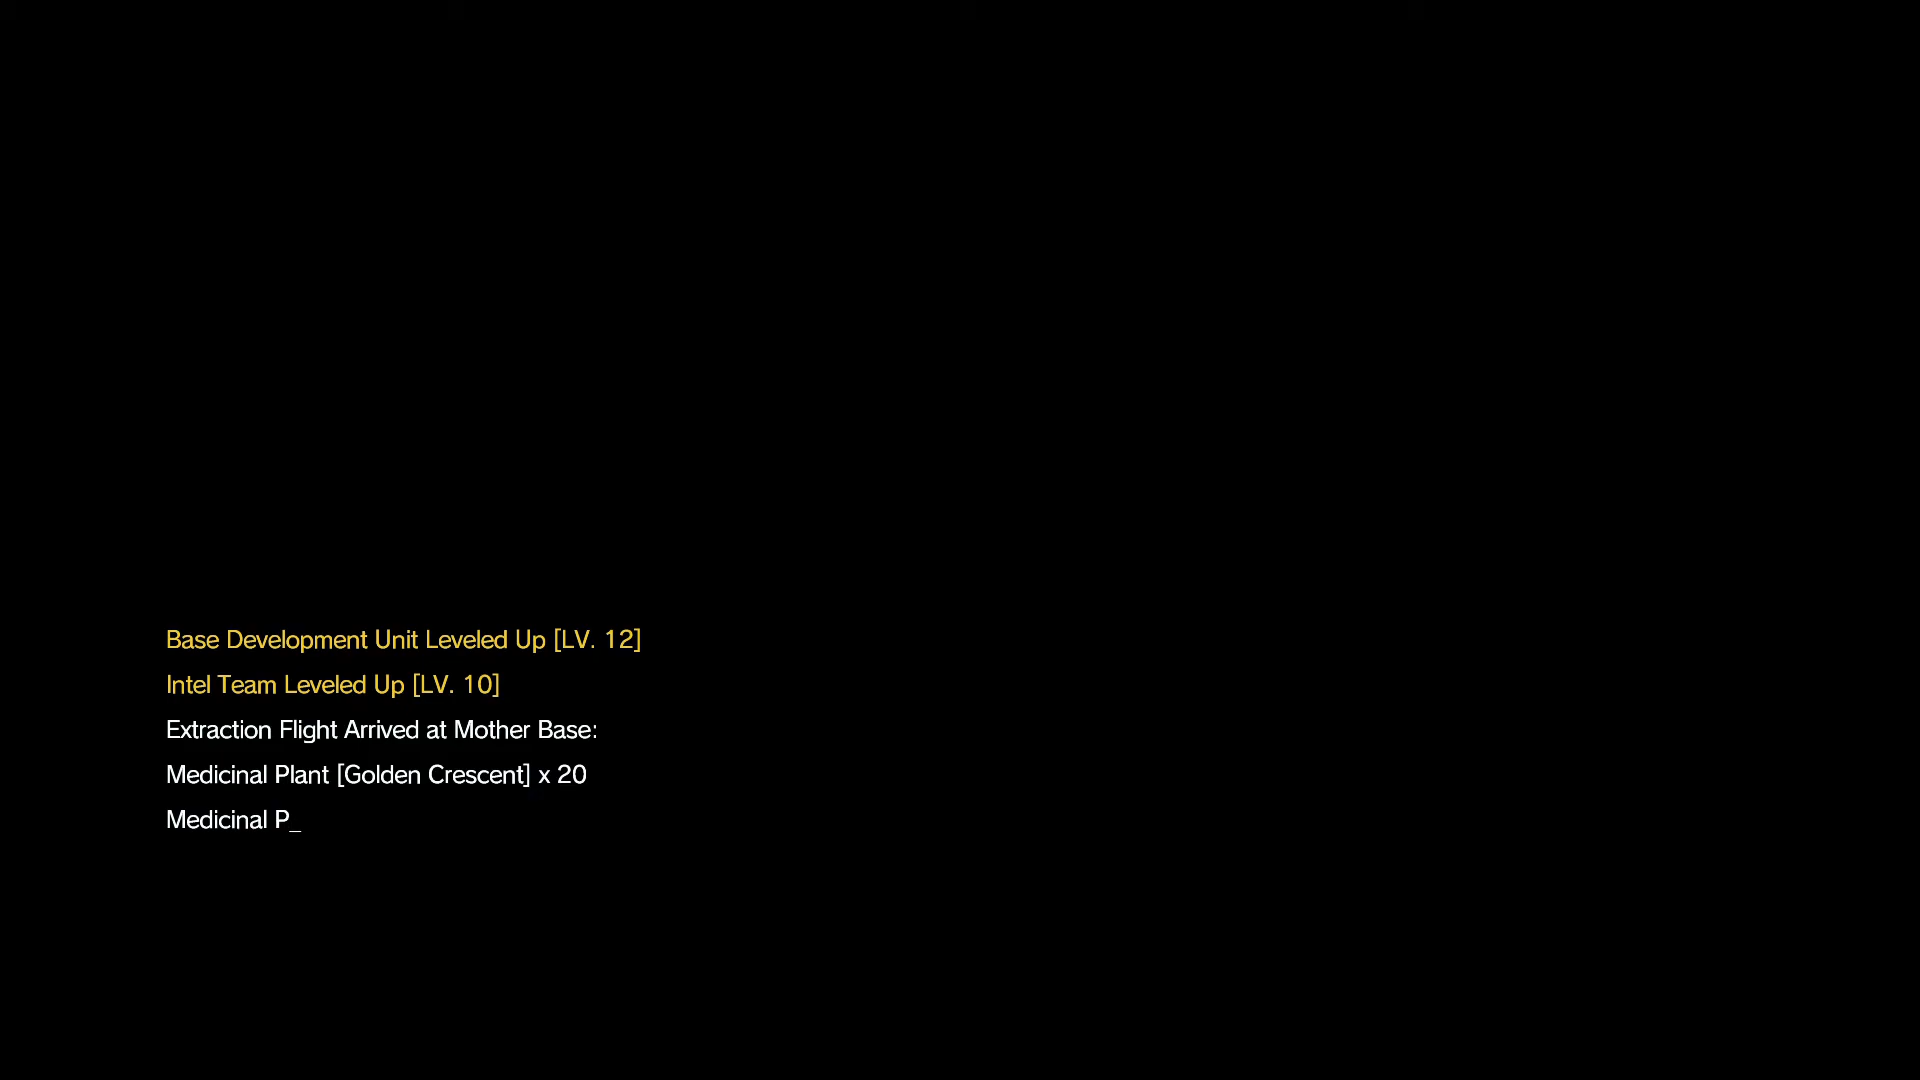 Base Development Unit Leveled Up [LV. 12]
Intel Team Leveled Up [LV. 10]
Extraction Flight Arrived at Mother Base:
Medicinal Plant [Golden Crescent] x 20
Medicinal P_